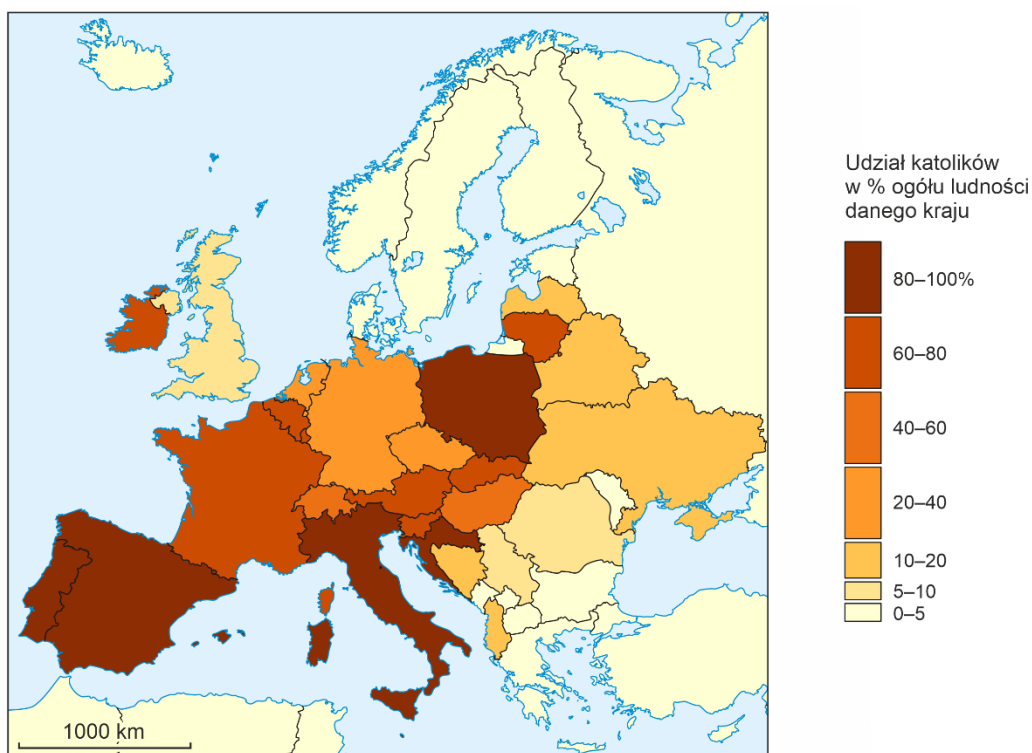 Udział katolików
w % ogółu ludności
danego kraju
80–100%
60–80
40–60
20–40
10–20
5–10
0–5
1000 km